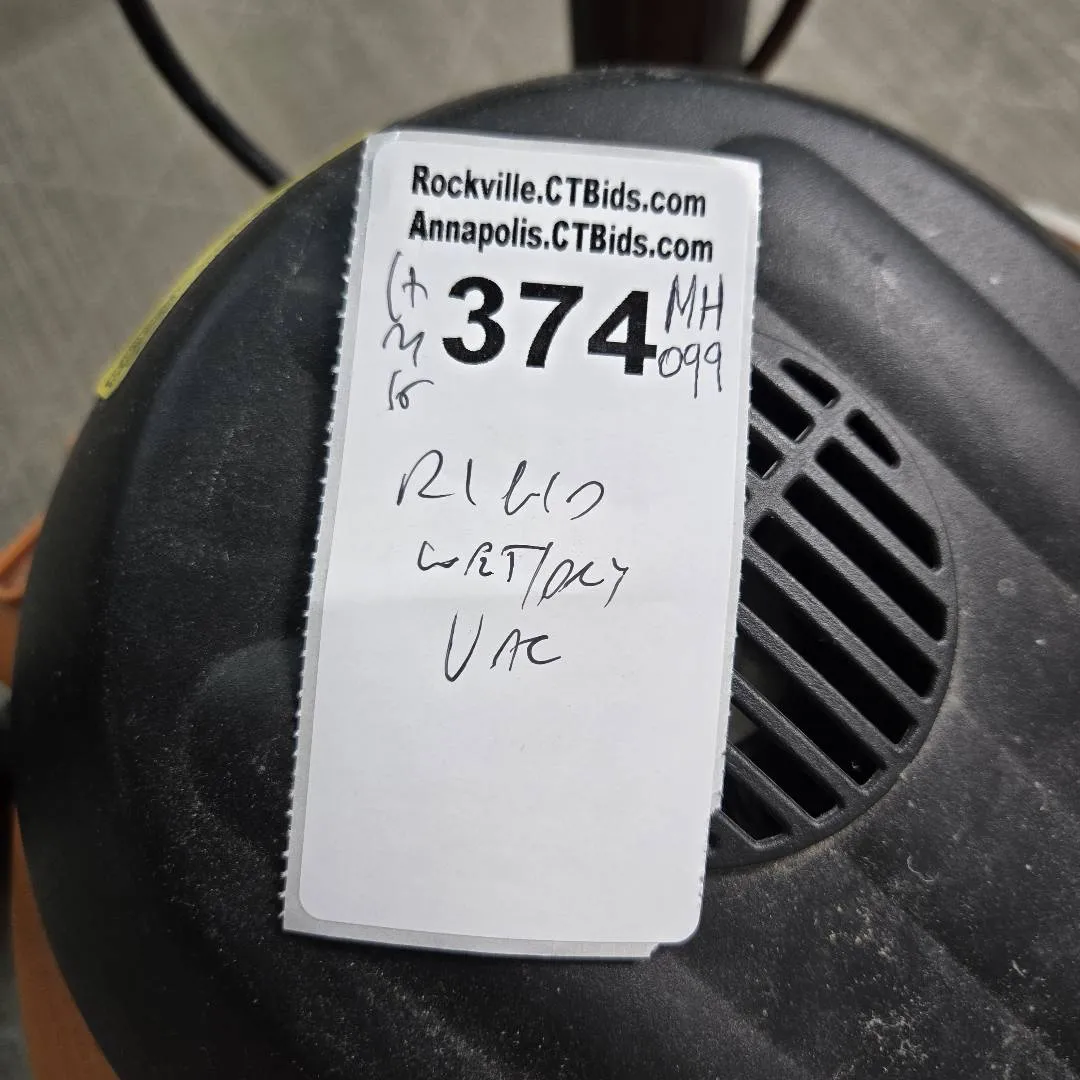 Rockville.CTBids.com
Annapolis.CTBids.com
374 MH
099
RIGID
WET/DRY
VAC